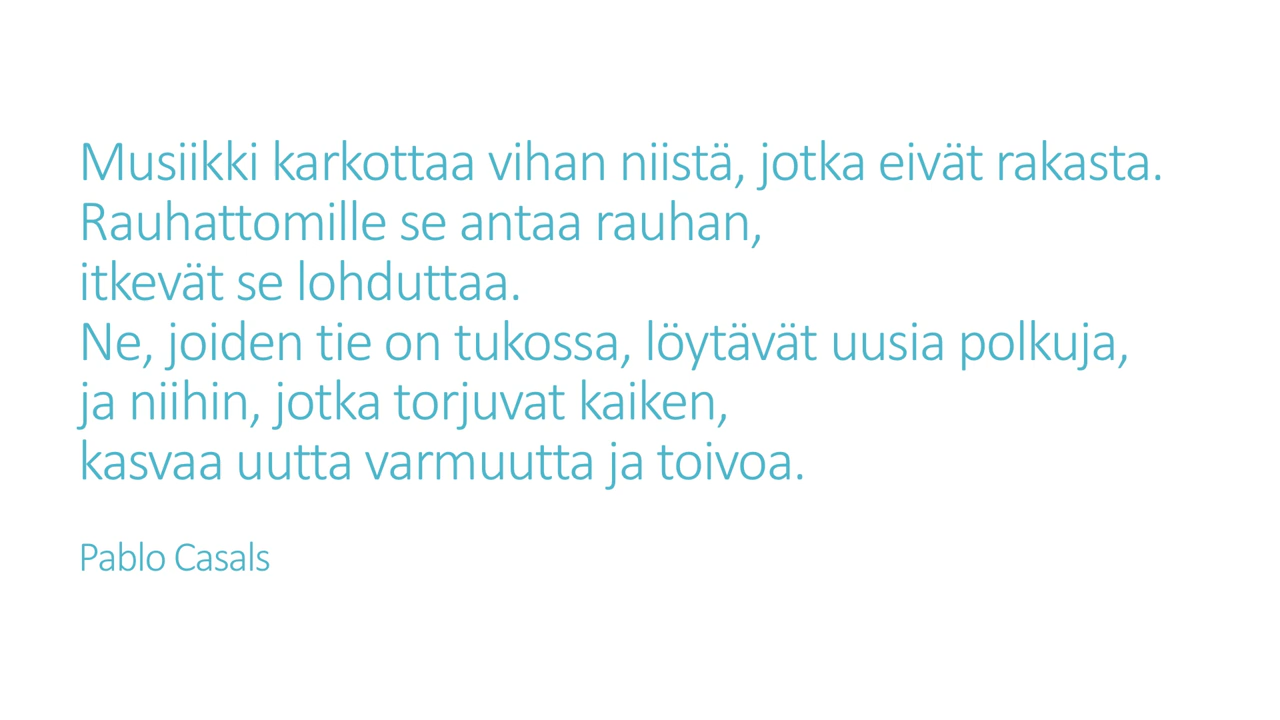 Musiikki karkottaa vihan niistä, jotka eivät rakasta.
Rauhattomille se antaa rauhan,
itkevät se lohduttaa.
Ne, joiden tie on tukossa, löytävät uusia polkuja,
ja niihin, jotka torjuvat kaiken,
kasvaa uutta varmuutta ja toivoa.
Pablo Casals